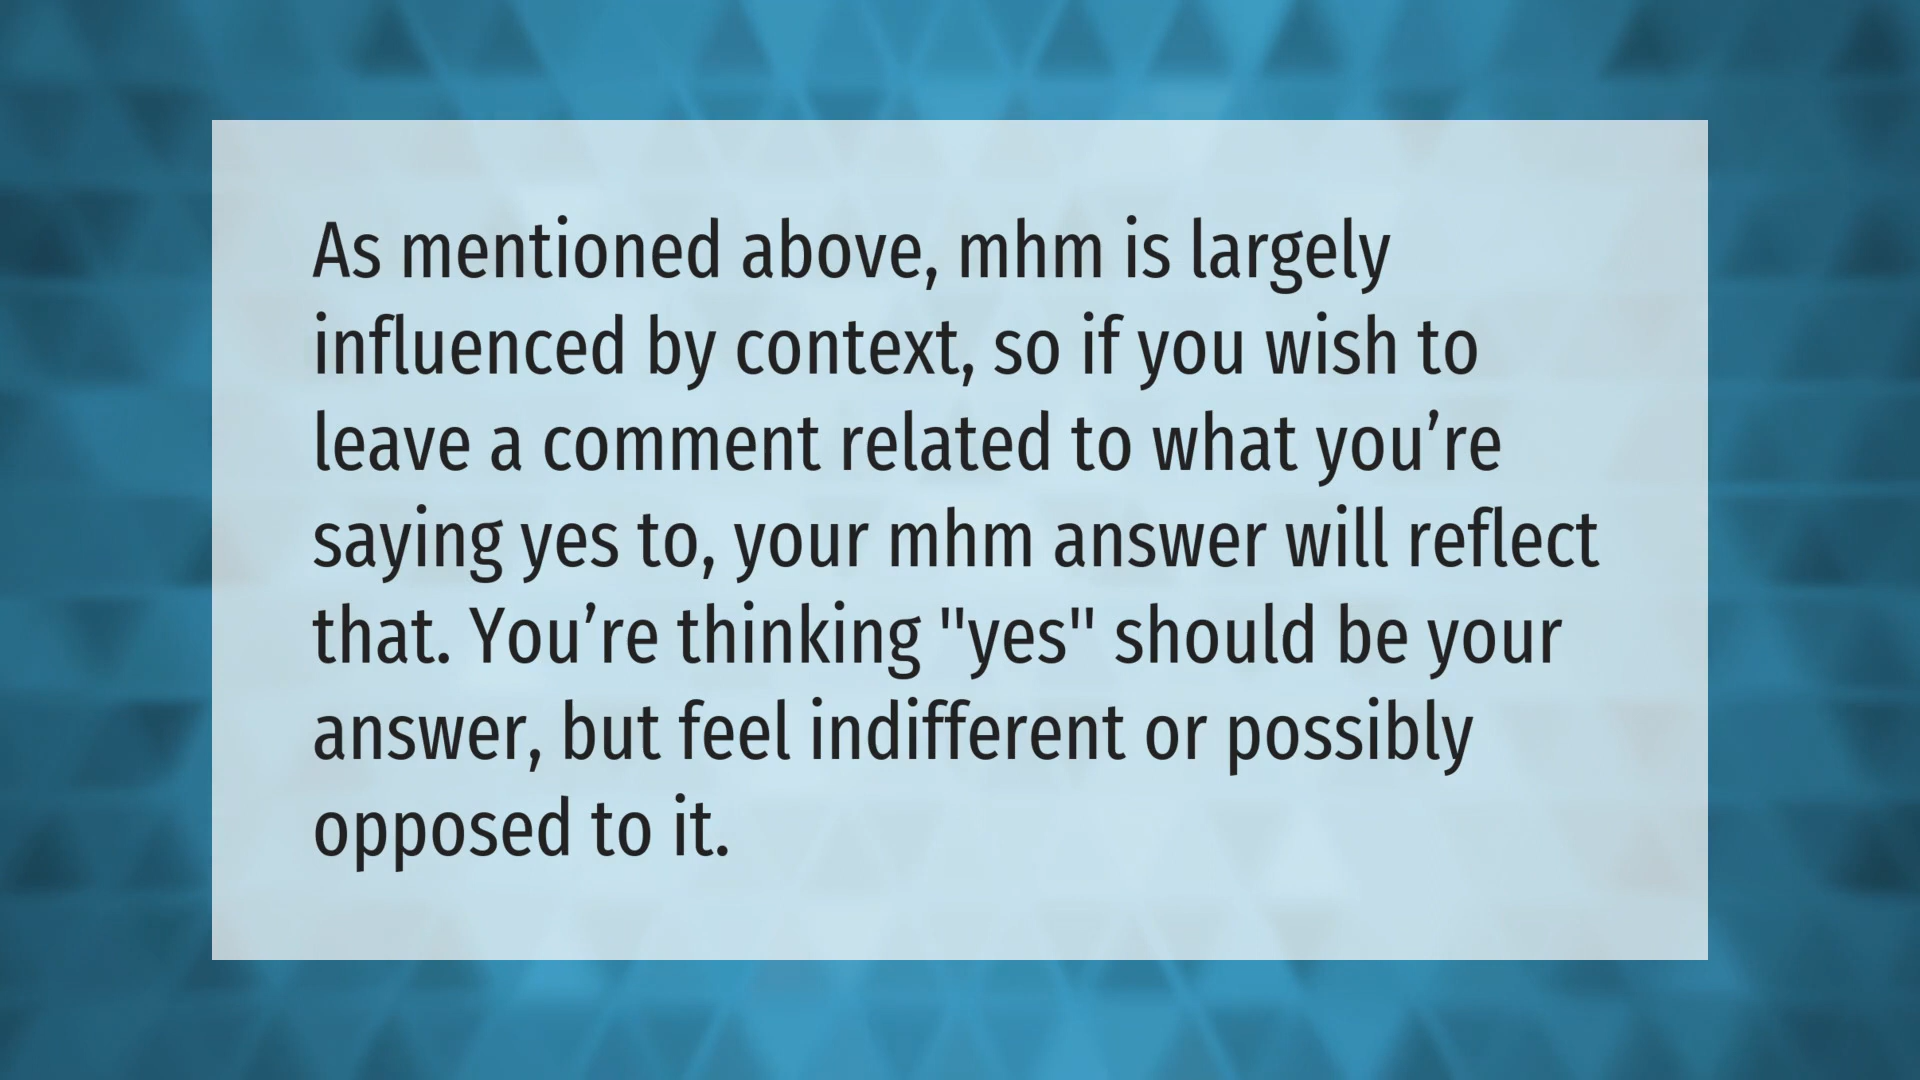 As mentioned above, mhm is largely
influenced by context, so if you wish to
leave a comment related to what you’re
saying yes to, your mhm answer will reflect
that. You’re thinking "yes" should be your
answer, but feel indifferent or possibly
opposed to it.